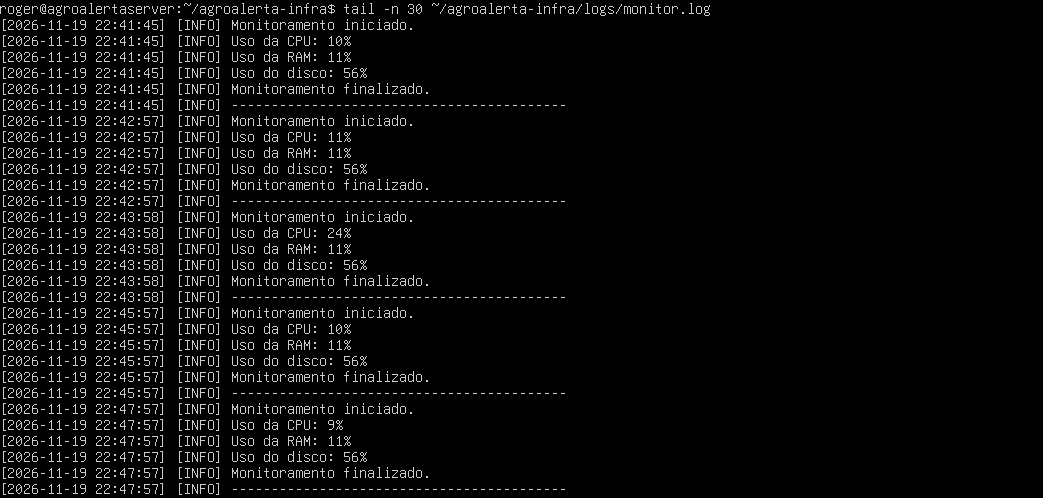 roger@agroalertaserver:~/agroalerta-infra$ tail -n 30 ~/agroalerta-infra/logs/monitor.log
[2026-11-19 22:41:45] [INFO] Monitoramento iniciado.
[2026-11-19 22:41:45] [INFO] Uso da CPU: 10%
[2026-11-19 22:41:45] [INFO] Uso da RAM: 11%
[2026-11-19 22:41:45] [INFO] Uso do disco: 56%
[2026-11-19 22:41:45] [INFO] Monitoramento finalizado.
[2026-11-19 22:41:45] [INFO] ------------------------------------------
[2026-11-19 22:42:57] [INFO] Monitoramento iniciado.
[2026-11-19 22:42:57] [INFO] Uso da CPU: 11%
[2026-11-19 22:42:57] [INFO] Uso da RAM: 11%
[2026-11-19 22:42:57] [INFO] Uso do disco: 56%
[2026-11-19 22:42:57] [INFO] Monitoramento finalizado.
[2026-11-19 22:42:57] [INFO] ------------------------------------------
[2026-11-19 22:43:58] [INFO] Monitoramento iniciado.
[2026-11-19 22:43:58] [INFO] Uso da CPU: 24%
[2026-11-19 22:43:58] [INFO] Uso da RAM: 11%
[2026-11-19 22:43:58] [INFO] Uso do disco: 56%
[2026-11-19 22:43:58] [INFO] Monitoramento finalizado.
[2026-11-19 22:43:58] [INFO] ------------------------------------------
[2026-11-19 22:45:57] [INFO] Monitoramento iniciado.
[2026-11-19 22:45:57] [INFO] Uso da CPU: 10%
[2026-11-19 22:45:57] [INFO] Uso da RAM: 11%
[2026-11-19 22:45:57] [INFO] Uso do disco: 56%
[2026-11-19 22:45:57] [INFO] Monitoramento finalizado.
[2026-11-19 22:45:57] [INFO] ------------------------------------------
[2026-11-19 22:47:57] [INFO] Monitoramento iniciado.
[2026-11-19 22:47:57] [INFO] Uso da CPU: 9%
[2026-11-19 22:47:57] [INFO] Uso da RAM: 11%
[2026-11-19 22:47:57] [INFO] Uso do disco: 56%
[2026-11-19 22:47:57] [INFO] Monitoramento finalizado.
[2026-11-19 22:47:57] [INFO] ------------------------------------------